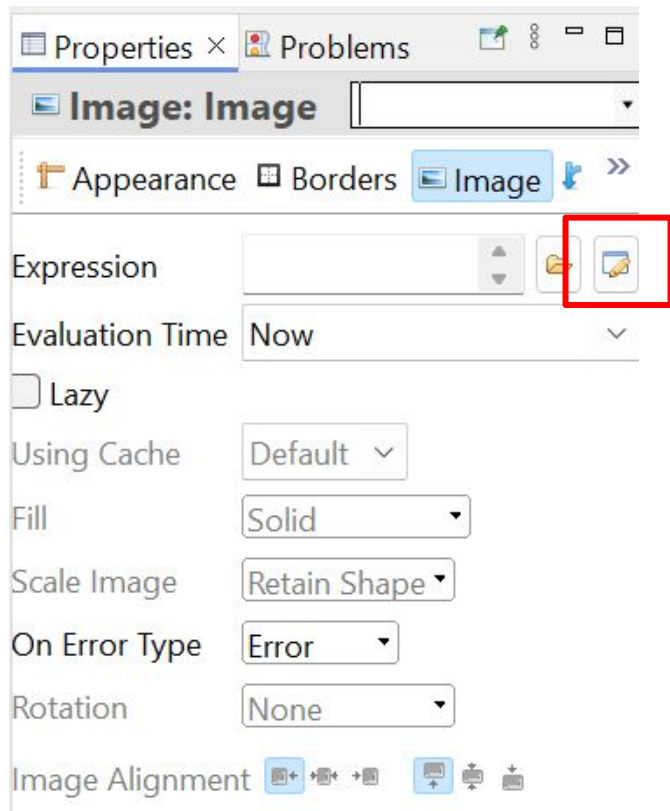 Properties × Problems
Image: Image
Appearance Borders Image »
Expression
Evaluation Time Now
Lazy
Using Cache Default
Fill Solid
Scale Image Retain Shape
On Error Type Error
Rotation None
Image Alignment